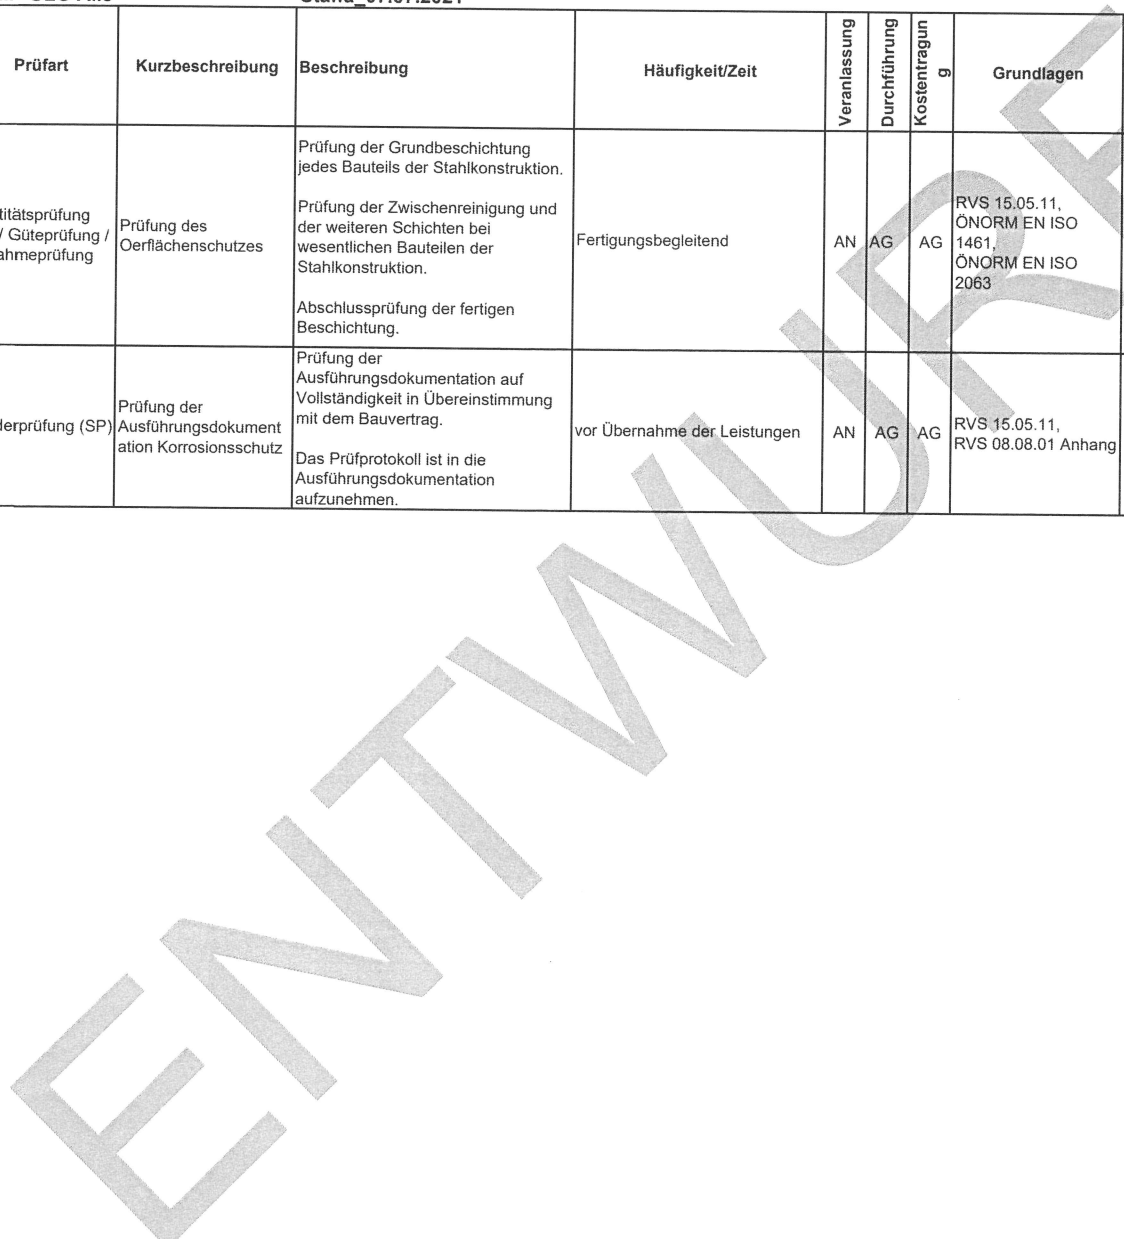 Prüfart
Kurzbeschreibung
Beschreibung
Häufigkeit/Zeit
Veranlassung
Durchführung
Kostentragun
g
Grundlagen
titätsprüfung
/ Güteprüfung /
ahmeprüfung
Prüfung des
Oerflächenschutzes
Prüfung der Grundbeschichtung
jedes Bauteils der Stahlkonstruktion.
Prüfung der Zwischenreinigung und
der weiteren Schichten bei
wesentlichen Bauteilen der
Stahlkonstruktion.
Abschlussprüfung der fertigen
Beschichtung.
Fertigungsbegleitend
AN
AG
AG
RVS 15.05.11,
ÖNORM EN ISO
1461,
ÖNORM EN ISO
2063
derprüfung (SP)
Prüfung der
Ausführungsdokument
ation Korrosionsschutz
Prüfung der
Ausführungsdokumentation auf
Vollständigkeit in Übereinstimmung
mit dem Bauvertrag.
Das Prüfprotokoll ist in die
Ausführungsdokumentation
aufzunehmen.
vor Übernahme der Leistungen
AN
AG
AG
RVS 15.05.11,
RVS 08.08.01 Anhang
ENTWURF